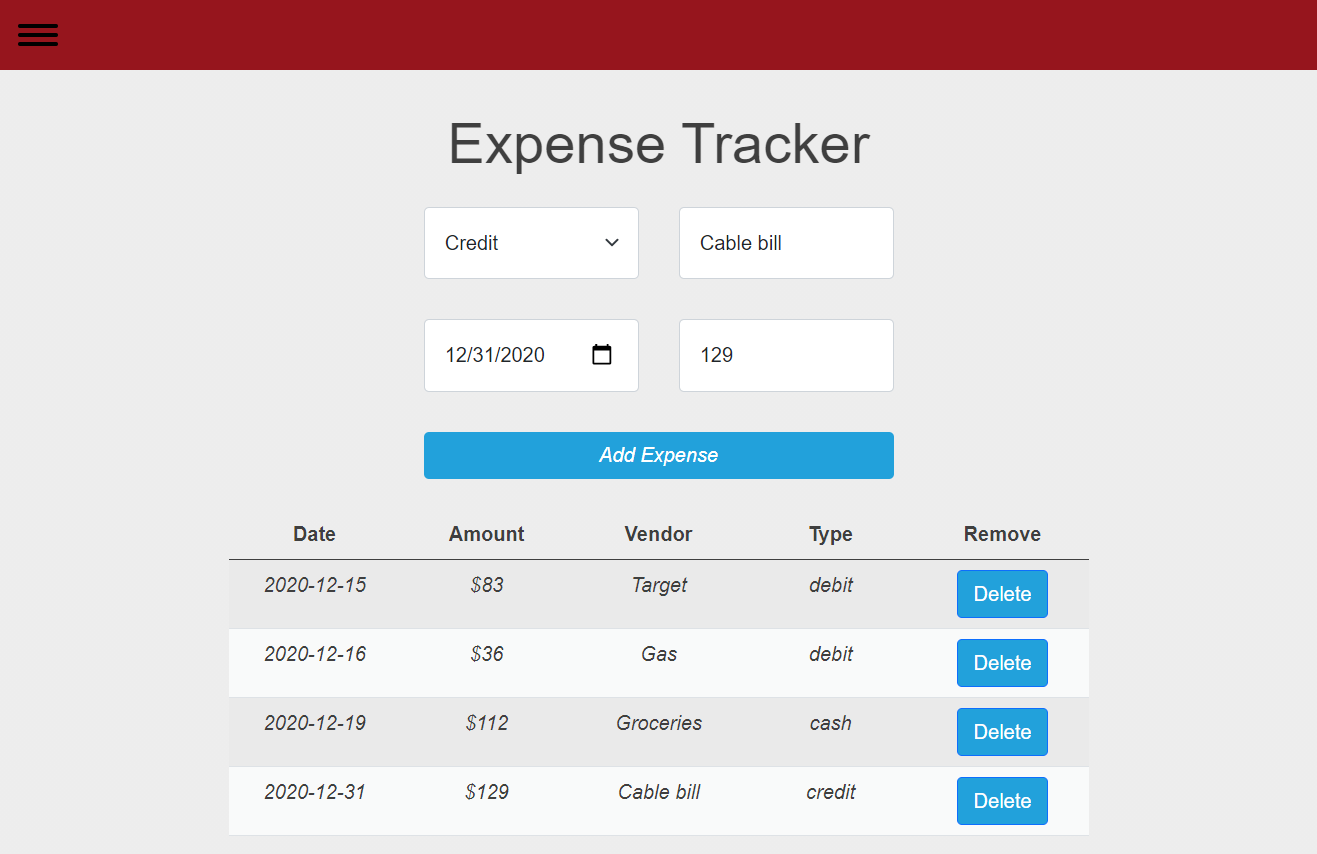 Expense Tracker
Credit Cable bill
12/31/2020 129
Add Expense
Date Amount Vendor Type Remove
2020-12-15 $83 Target debit Delete
2020-12-16 $36 Gas debit Delete
2020-12-19 $112 Groceries cash Delete
2020-12-31 $129 Cable bill credit Delete